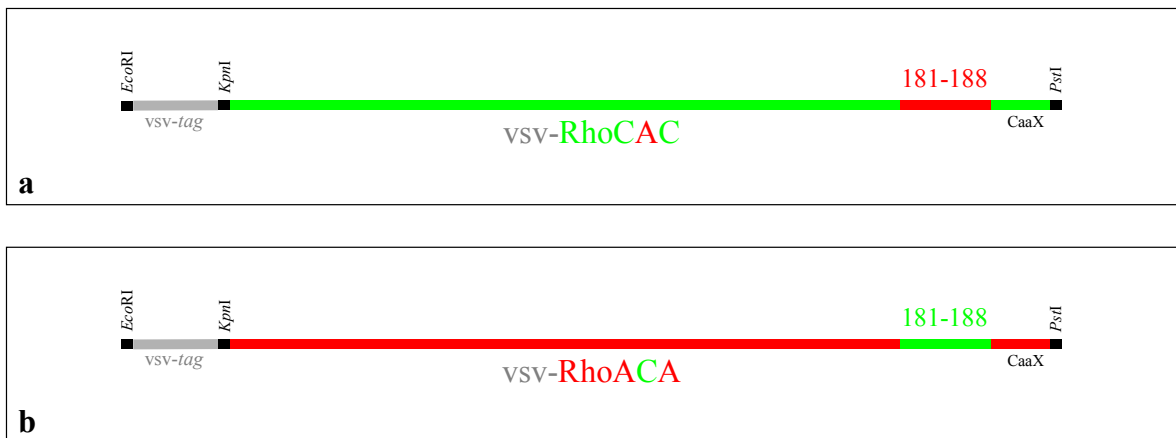 EcoRI
KpnI
181-188
PstI
vsv-tag
CaaX
vsv-RhoCAC
a
EcoRI
KpnI
181-188
PstI
vsv-tag
CaaX
vsv-RhoACA
b